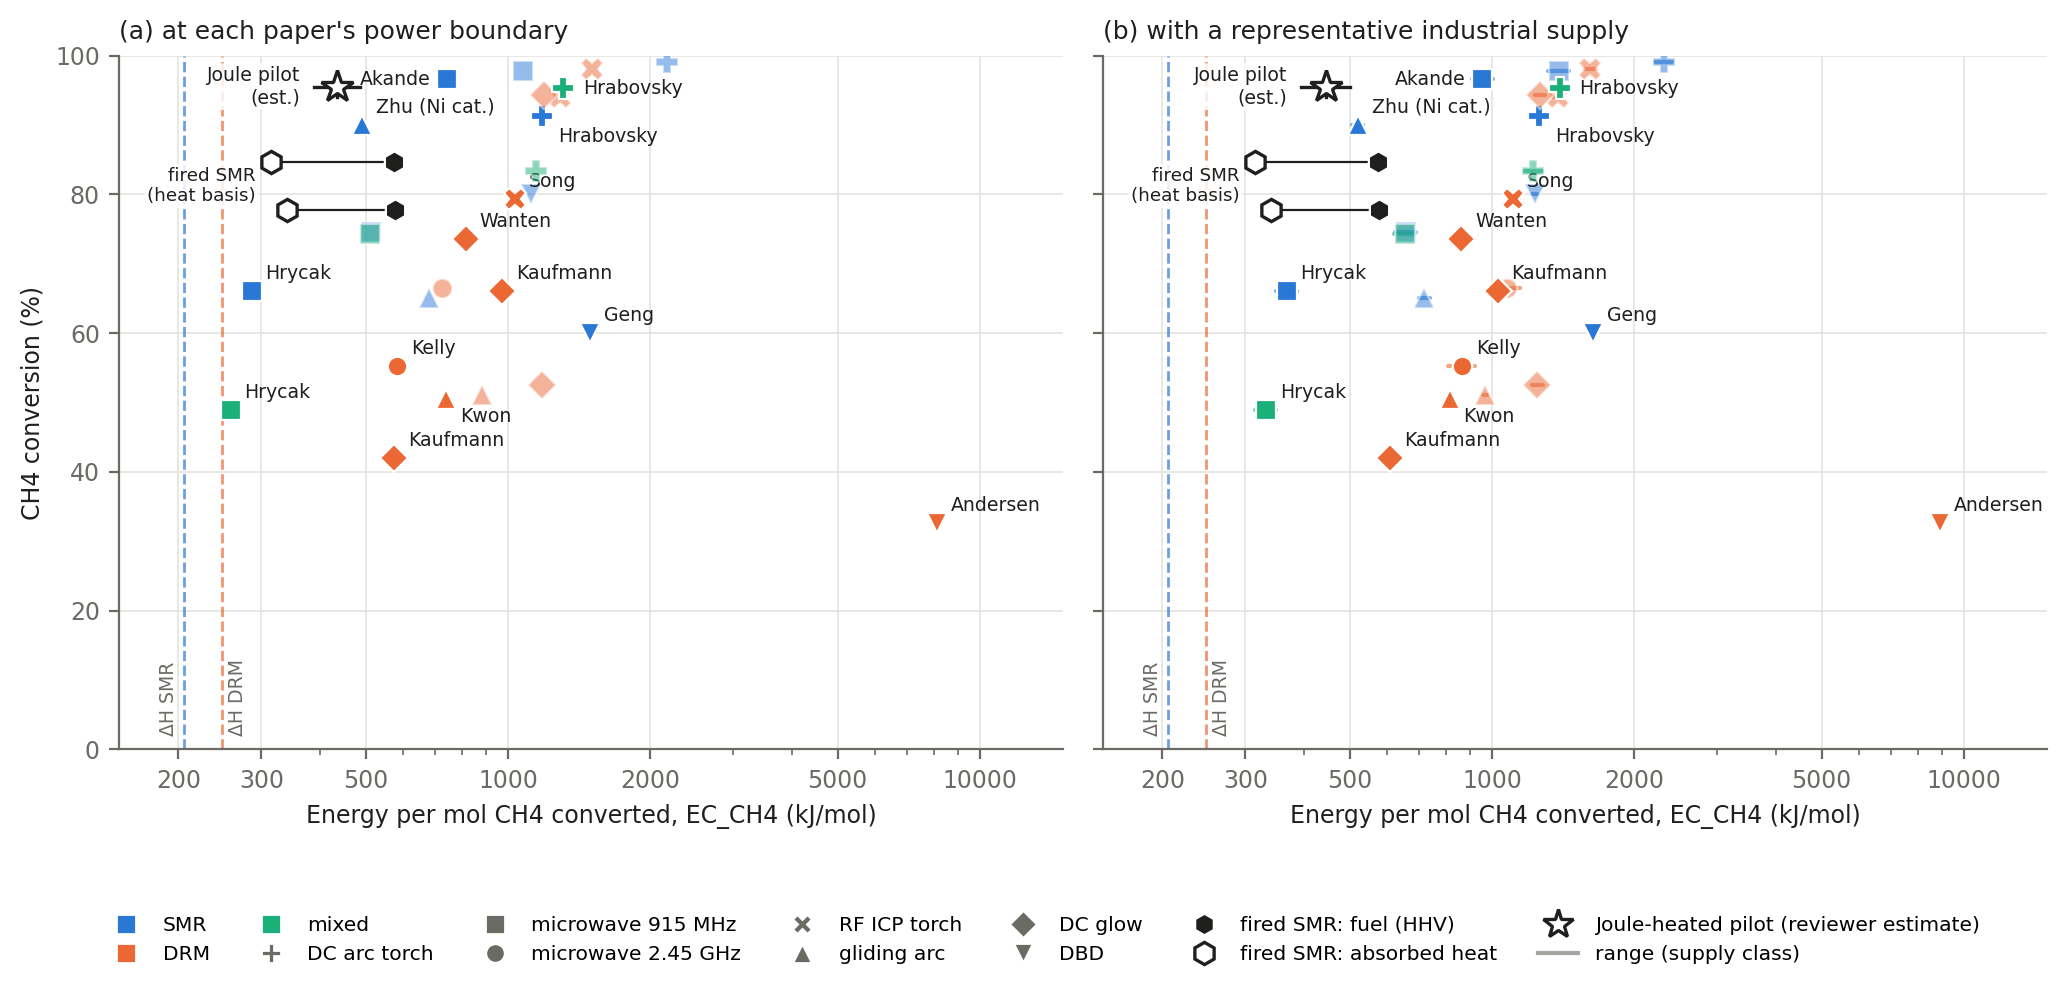 (a) at each paper's power boundary
100
80
60
40
20
0
CH4 conversion (%)
Joule pilot
(est.)
Akande
Zhu (Ni cat.)
Hrabovsky
Hrabovsky
fired SMR
(heat basis)
Song
Wanten
Hrycak
Kaufmann
Geng
Kelly
Hrycak
Kwon
Kaufmann
Andersen
ΔH SMR
ΔH DRM
200 300 500 1000 2000 5000 10000
Energy per mol CH4 converted, EC_CH4 (kJ/mol)
(b) with a representative industrial supply
Joule pilot
(est.)
Akande
Zhu (Ni cat.)
Hrabovsky
Hrabovsky
fired SMR
(heat basis)
Song
Wanten
Hrycak
Kaufmann
Geng
Kelly
Hrycak
Kwon
Kaufmann
Andersen
ΔH SMR
ΔH DRM
200 300 500 1000 2000 5000 10000
Energy per mol CH4 converted, EC_CH4 (kJ/mol)
SMR mixed microwave 915 MHz RF ICP torch DC glow fired SMR: fuel (HHV) Joule-heated pilot (reviewer estimate)
DRM DC arc torch microwave 2.45 GHz gliding arc DBD fired SMR: absorbed heat range (supply class)